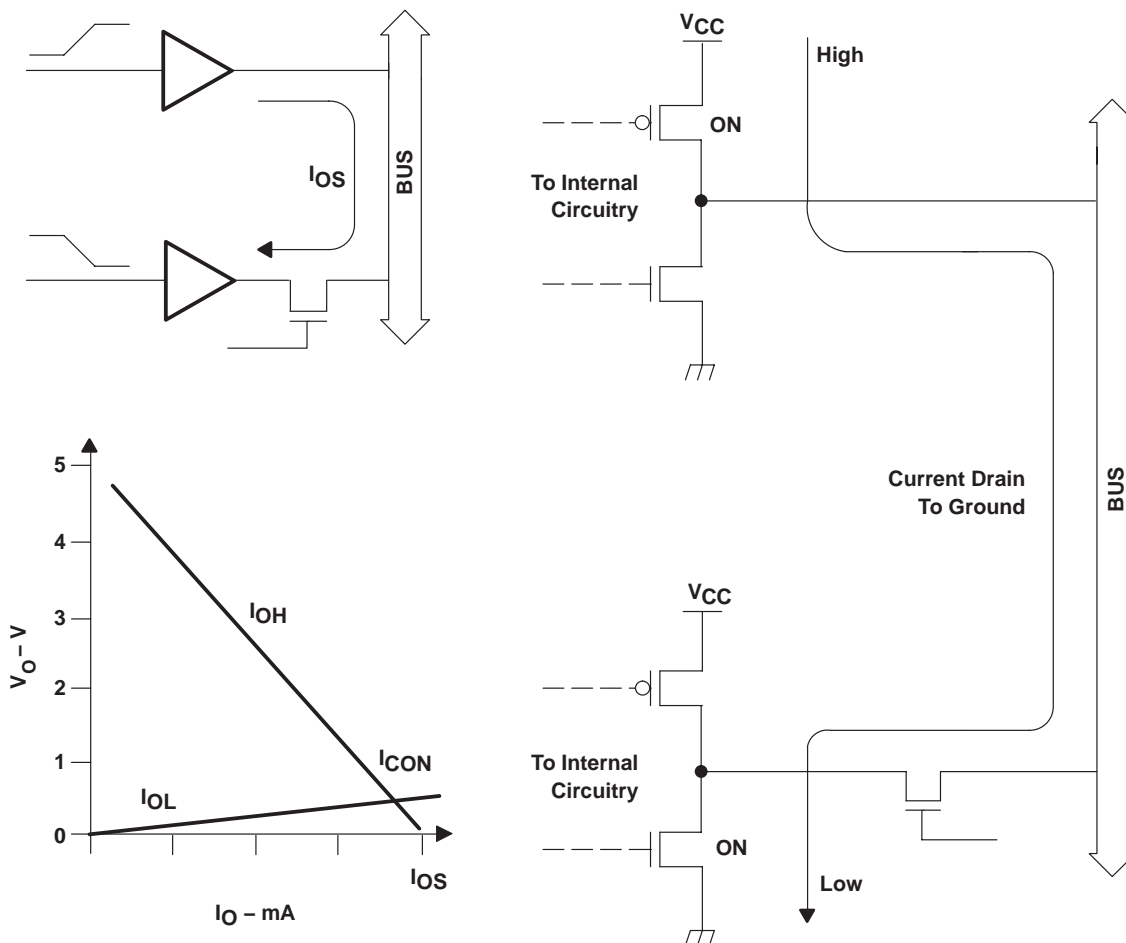 IOS
BUS
VCC
High
ON
To Internal
Circuitry
Current Drain
To Ground
BUS
VCC
To Internal
Circuitry
ON
Low
5
4
3
2
1
0
VO – V
IOH
ICON
IOL
IOS
IO – mA